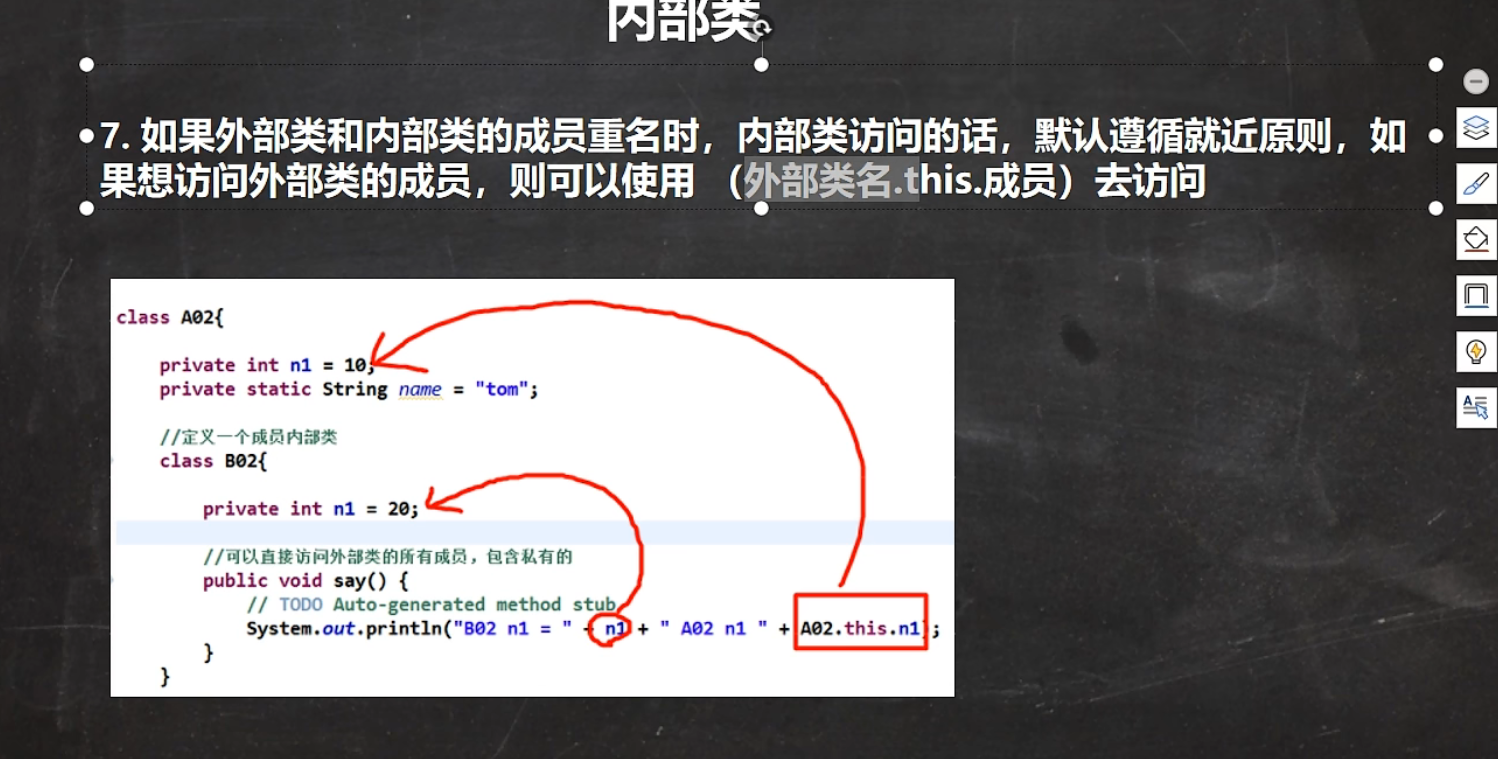 内部类
7. 如果外部类和内部类的成员重名时，内部类访问的话，默认遵循就近原则，如
果想访问外部类的成员，则可以使用 （外部类名.this.成员）去访问
class A02{
private int n1 = 10;
private static String name = "tom";
//定义一个成员内部类
class B02{
private int n1 = 20;
//可以直接访问外部类的所有成员，包含私有的
public void say() {
// TODO Auto-generated method stub
System.out.println("B02 n1 = " + n1 + " A02 n1 " + A02.this.n1);
}
}